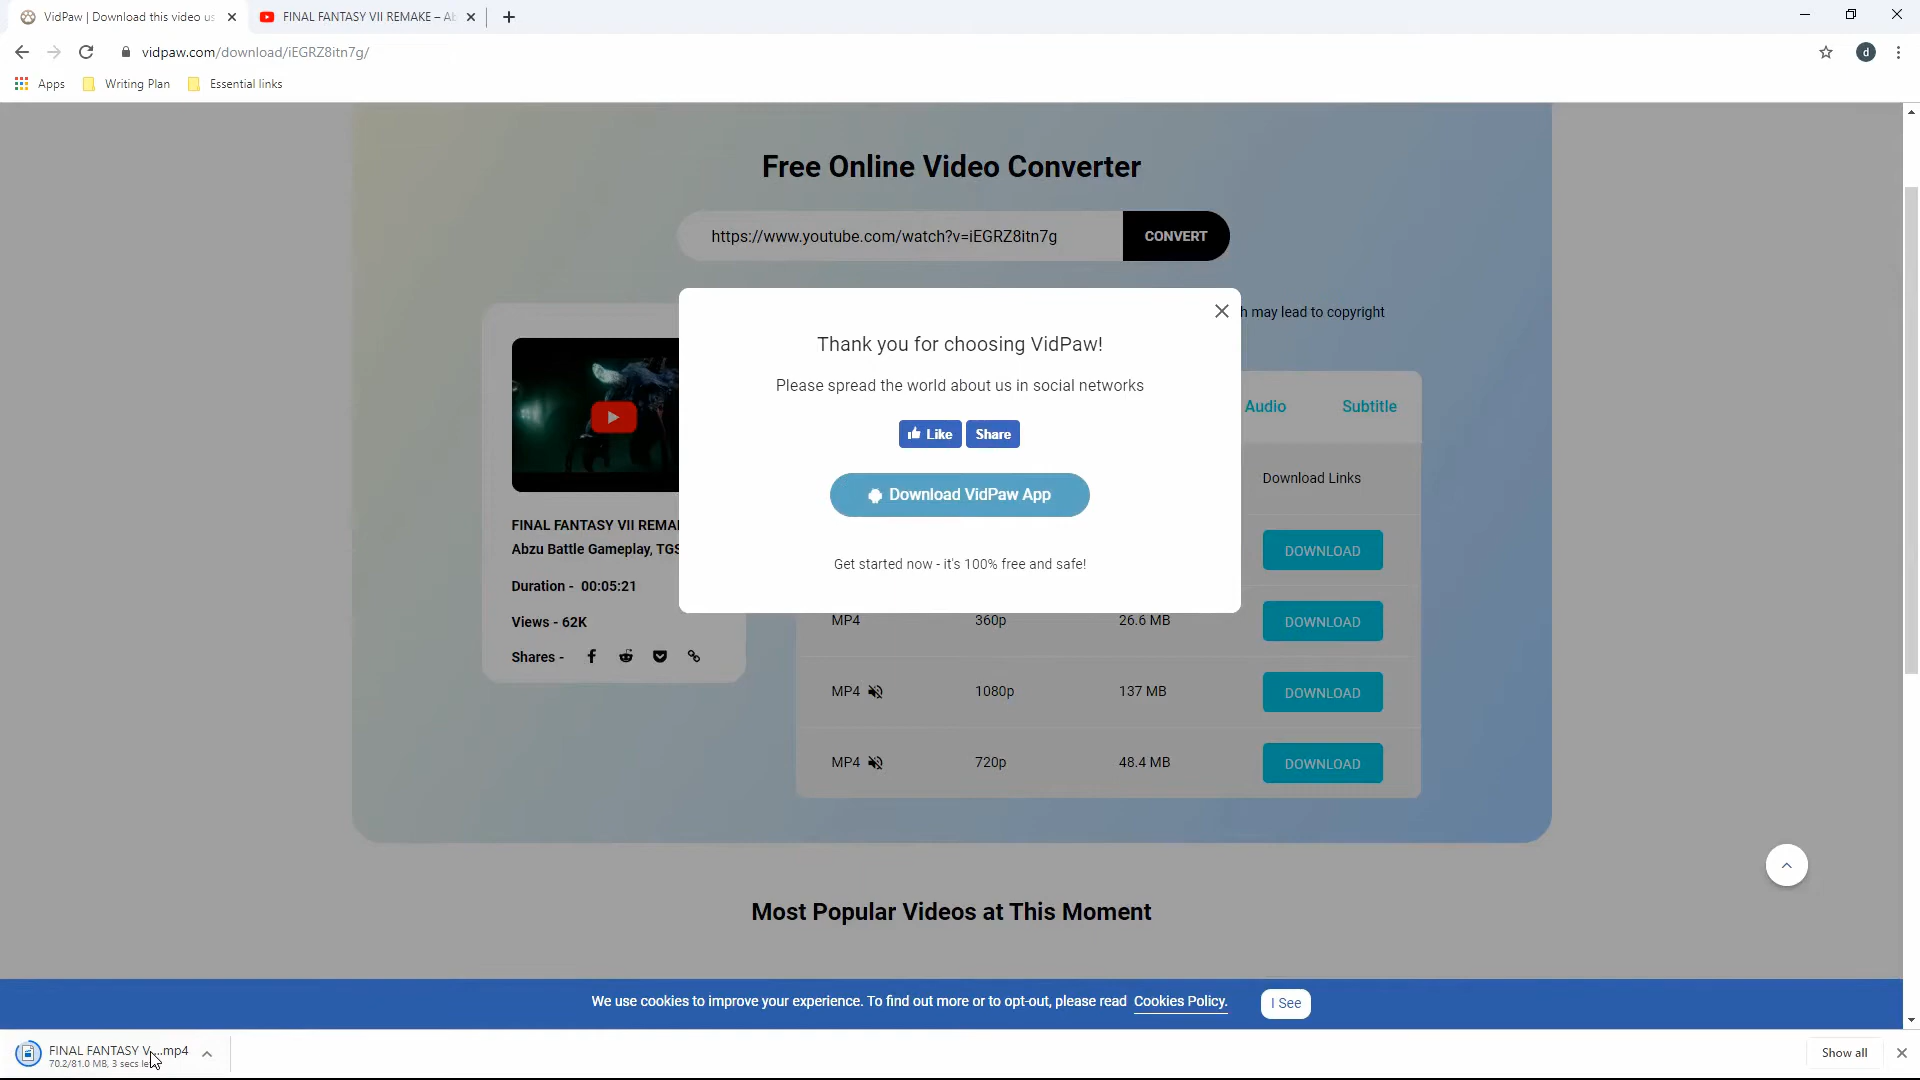 VidPaw | Download this video us
FINAL FANTASY VII REMAKE – Ab
vidpaw.com/download/iEGRZ8itn7g/
d
Apps
Writing Plan
Essential links
Free Online Video Converter
https://www.youtube.com/watch?v=iEGRZ8itn7g
CONVERT
h may lead to copyright
Thank you for choosing VidPaw!
Please spread the world about us in social networks
Like
Share
Download VidPaw App
Get started now - it's 100% free and safe!
FINAL FANTASY VII REMA
Abzu Battle Gameplay, TGS
Duration - 00:05:21
Views - 62K
Shares -
Audio
Subtitle
Download Links
DOWNLOAD
MP4 360p 26.6 MB DOWNLOAD
MP4 1080p 137 MB DOWNLOAD
MP4 720p 48.4 MB DOWNLOAD
Most Popular Videos at This Moment
We use cookies to improve your experience. To find out more or to opt-out, please read Cookies Policy.
I See
FINAL FANTASY V....mp4
70.2/81.0 MB, 3 secs le
Show all